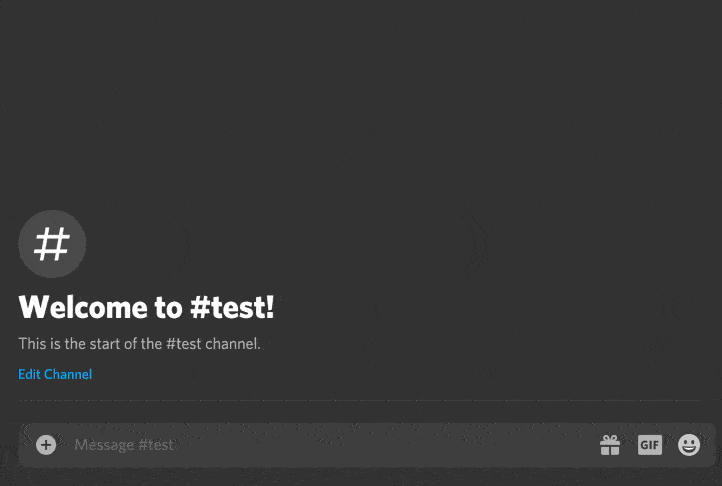 #
Welcome to #test!
This is the start of the #test channel.
Edit Channel
Message #test
GIF